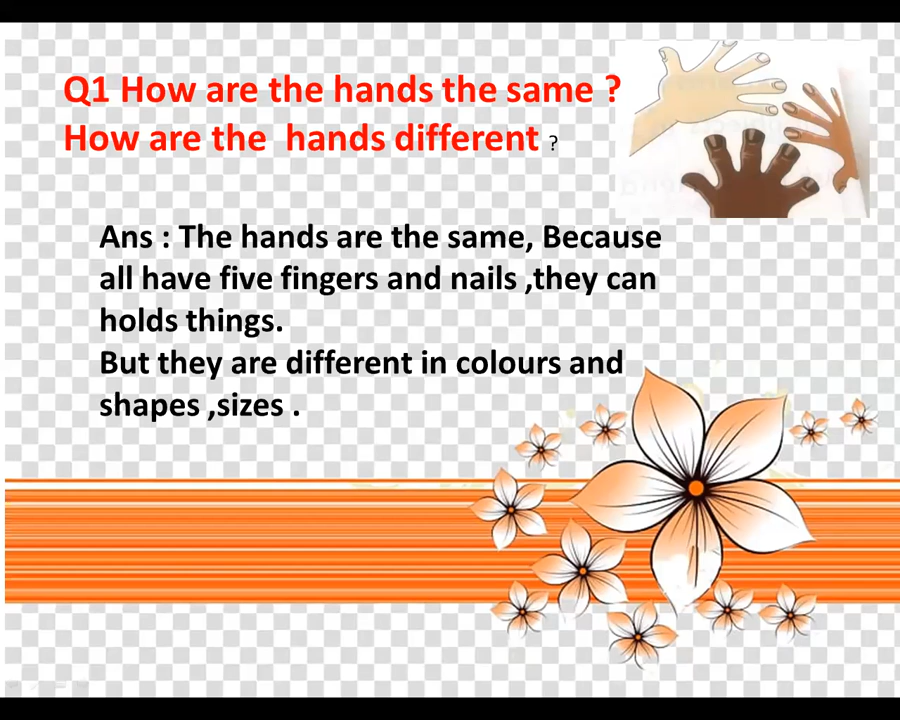 Q1 How are the hands the same ?
How are the hands different ?
Ans : The hands are the same, Because
all have five fingers and nails ,they can
holds things.
But they are different in colours and
shapes ,sizes .